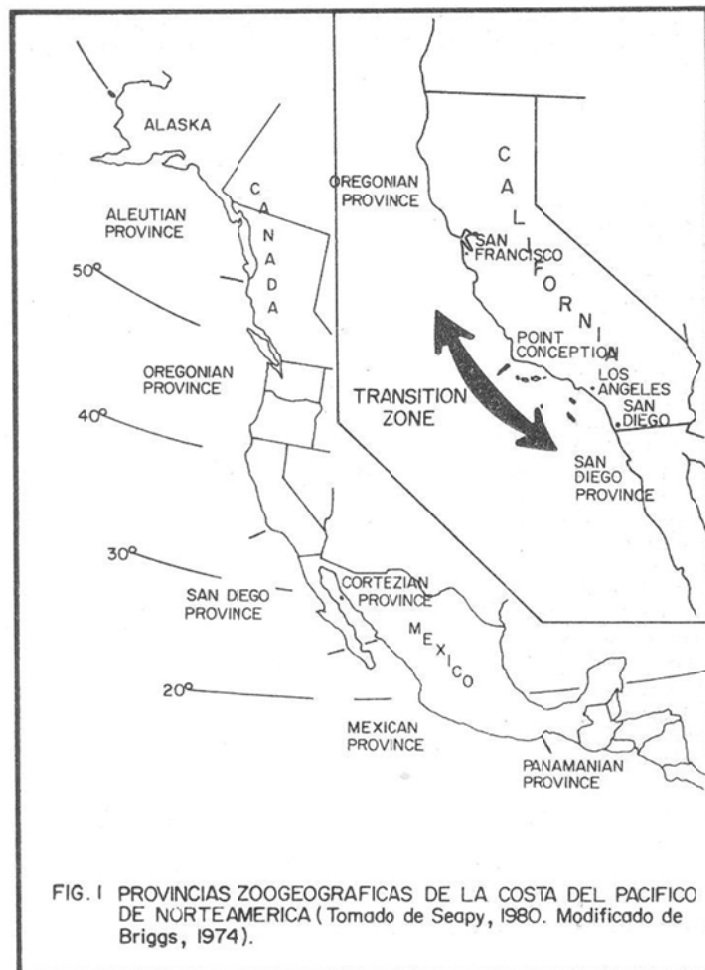 ALASKA
ALEUTIAN
PROVINCE
CANADA
50°
OREGONIAN
PROVINCE
40°
30°
SAN DEGO
PROVINCE
CORTEZIAN
PROVINCE
MEXICO
20°
MEXICAN
PROVINCE
PANAMANIAN
PROVINCE
OREGONIAN
PROVINCE
CALIFORNIA
SAN
FRANCISCO
POINT
CONCEPTION
LOS
ANGELES
SAN
DIEGO
TRANSITION
ZONE
SAN
DIEGO
PROVINCE
FIG. I PROVINCIAS ZOOGEOGRAFICAS DE LA COSTA DEL PACIFICO
DE NORTEAMERICA (Tomado de Seapy, 1980. Modificado de
Briggs, 1974).